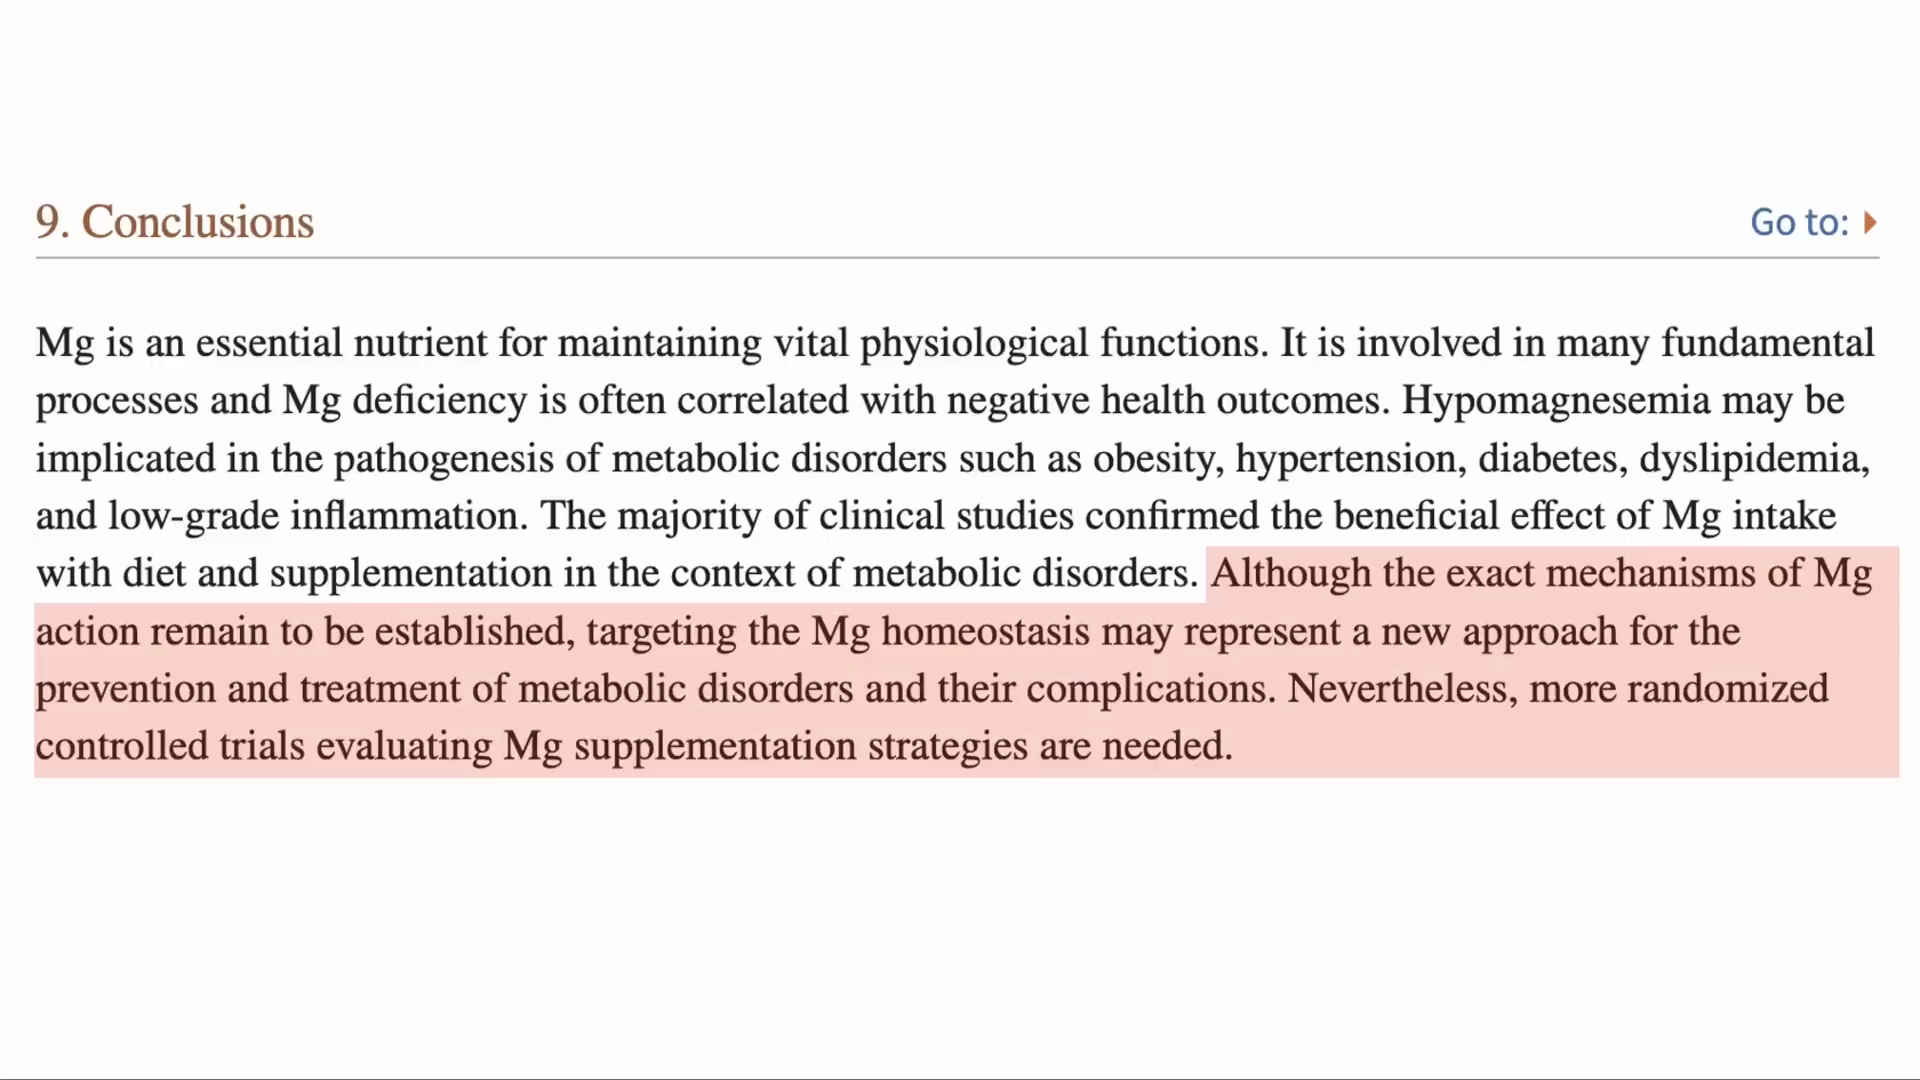 9. Conclusions
Go to:
Mg is an essential nutrient for maintaining vital physiological functions. It is involved in many fundamental
processes and Mg deficiency is often correlated with negative health outcomes. Hypomagnesemia may be
implicated in the pathogenesis of metabolic disorders such as obesity, hypertension, diabetes, dyslipidemia,
and low-grade inflammation. The majority of clinical studies confirmed the beneficial effect of Mg intake
with diet and supplementation in the context of metabolic disorders. Although the exact mechanisms of Mg
action remain to be established, targeting the Mg homeostasis may represent a new approach for the
prevention and treatment of metabolic disorders and their complications. Nevertheless, more randomized
controlled trials evaluating Mg supplementation strategies are needed.